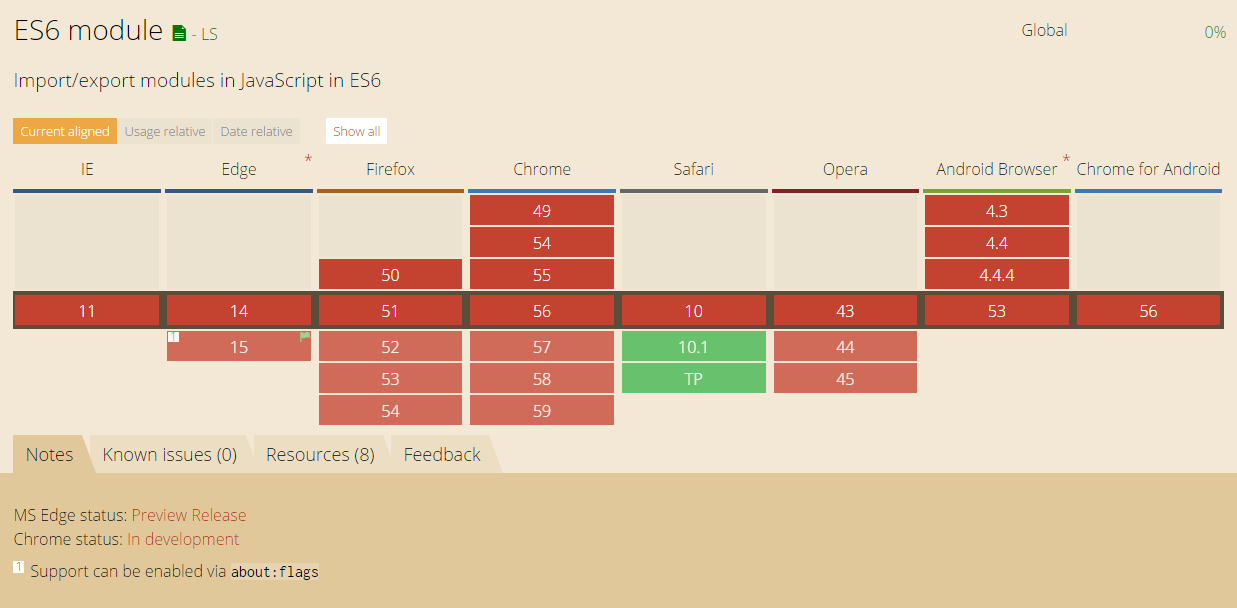 ES6 module - LS Global 0%
Import/export modules in JavaScript in ES6
Current aligned Usage relative Date relative Show all
IE Edge * Firefox Chrome Safari Opera Android Browser * Chrome for Android
49 4.3
54 4.4
50 55 4.4.4
11 14 51 56 10 43 53 56
1 15 52 57 10.1 44
53 58 TP 45
54 59
Notes Known issues (0) Resources (8) Feedback
MS Edge status: Preview Release
Chrome status: In development
1 Support can be enabled via about:flags